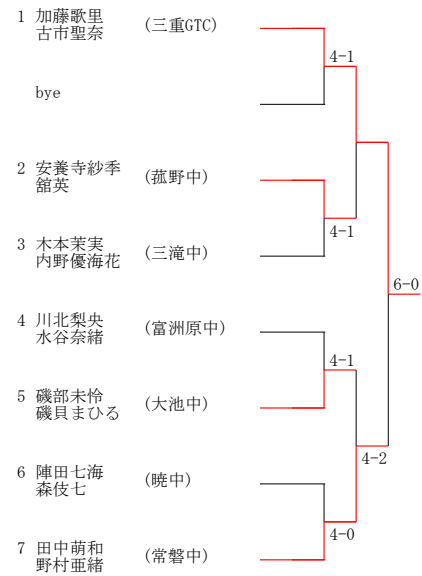 1 加藤歌里
古市聖奈
(三重GTC)
4-1
bye
2 安養寺紗季
舘英
(菰野中)
4-1
3 木本茉実
内野優海花
(三滝中)
6-0
4 川北梨央
水谷奈緒
(富洲原中)
4-1
5 磯部未怜
磯貝まひる
(大池中)
4-2
6 陣田七海
森伎七
(暁中)
4-0
7 田中萌和
野村亜緒
(常磐中)